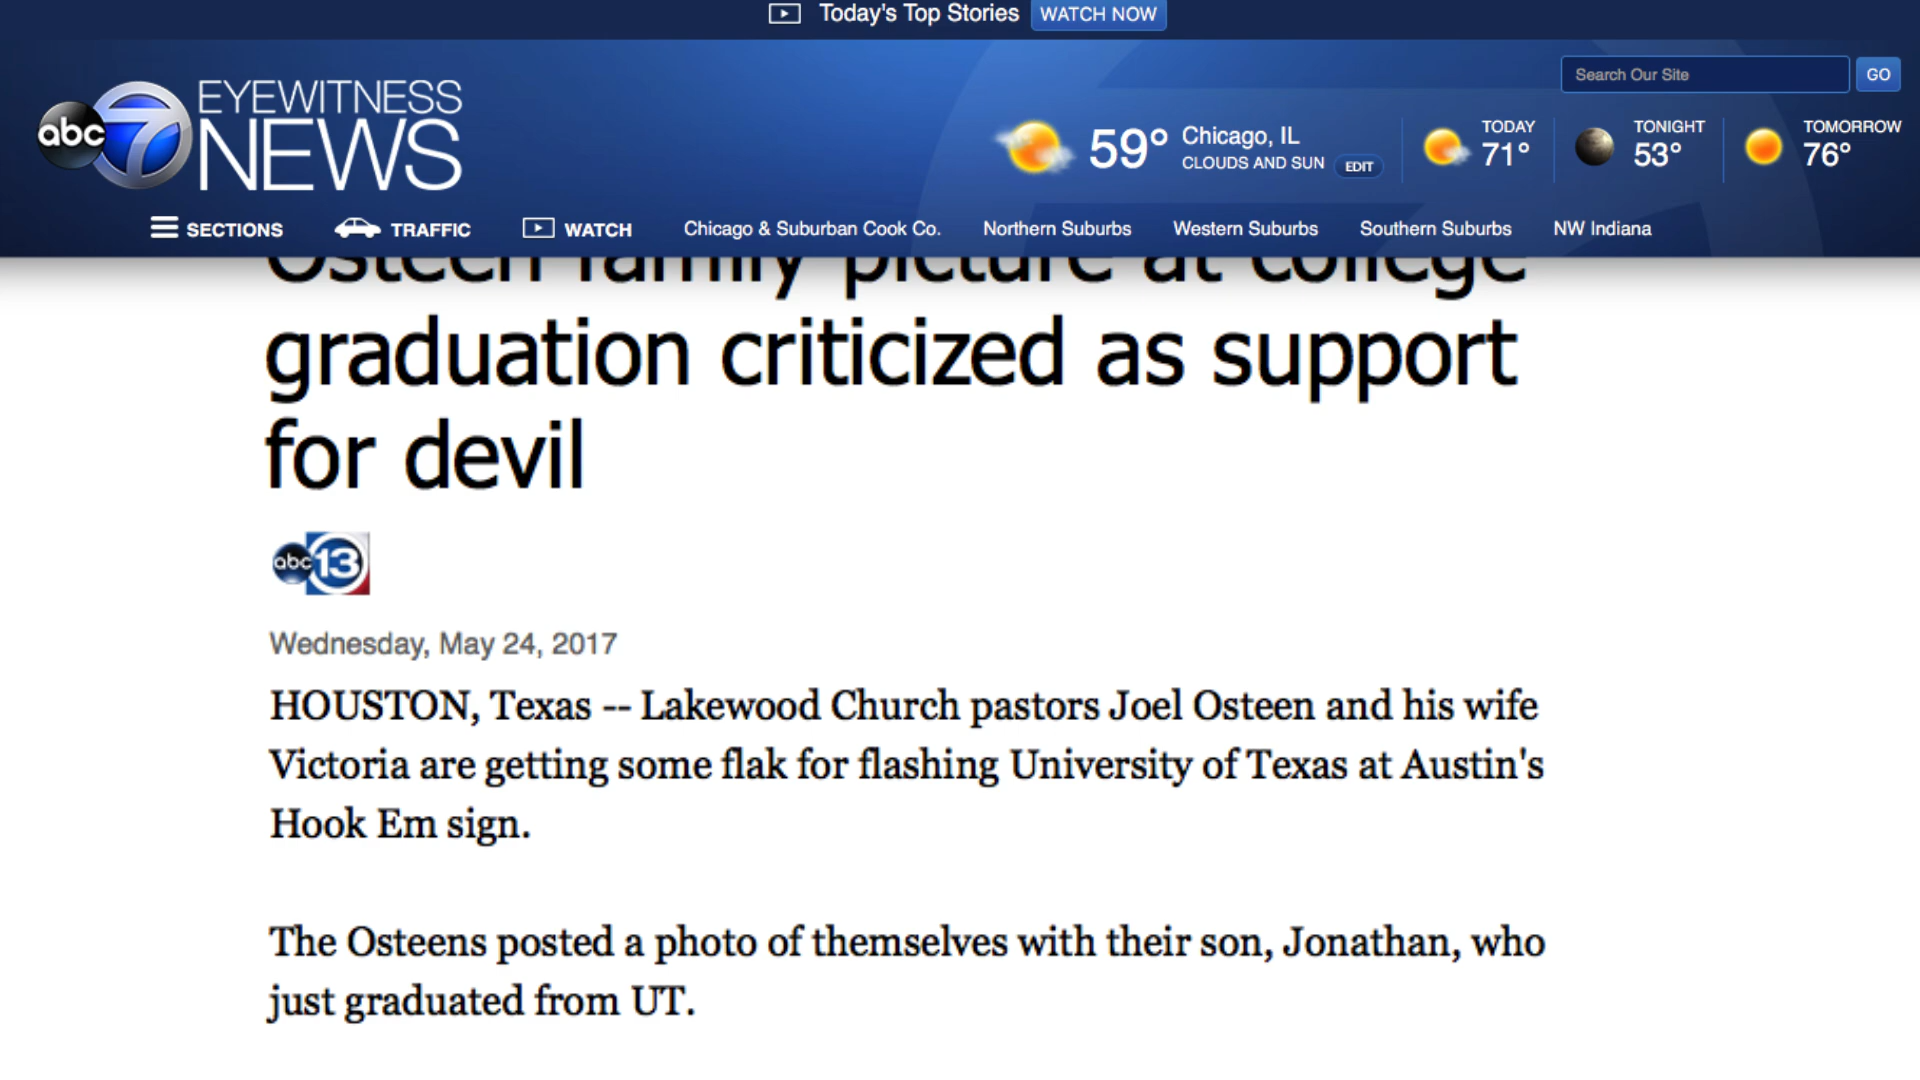 Today's Top Stories WATCH NOW
Search Our Site GO
abc 7 EYEWITNESS
NEWS
59° Chicago, IL
CLOUDS AND SUN EDIT
TODAY
71°
TONIGHT
53°
TOMORROW
76°
SECTIONS TRAFFIC WATCH Chicago & Suburban Cook Co. Northern Suburbs Western Suburbs Southern Suburbs NW Indiana
Osteen family picture at college
graduation criticized as support
for devil
abc 13
Wednesday, May 24, 2017
HOUSTON, Texas -- Lakewood Church pastors Joel Osteen and his wife
Victoria are getting some flak for flashing University of Texas at Austin's
Hook Em sign.
The Osteens posted a photo of themselves with their son, Jonathan, who
just graduated from UT.